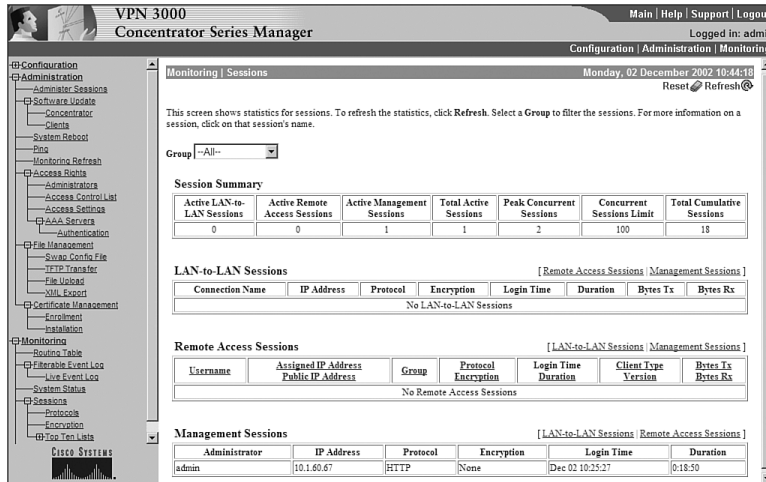 VPN 3000
Concentrator Series Manager
Main | Help | Support | Logou
Logged in: admi
Configuration | Administration | Monitoring
Configuration
Administration
Administer Sessions
Software Update
Concentrator
Clients
System Reboot
Ping
Monitoring Refresh
Access Rights
Administrators
Access Control List
Access Settings
AAA Servers
Authentication
File Management
Swap Config File
TFTP Transfer
File Upload
XML Export
Certificate Management
Enrollment
Installation
Monitoring
Routing Table
Filterable Event Log
Live Event Log
System Status
Sessions
Protocols
Encryption
Top Ten Lists
CISCO SYSTEMS
Monitoring | Sessions Monday, 02 December 2002 10:44:18
Reset Refresh
This screen shows statistics for sessions. To refresh the statistics, click Refresh. Select a Group to filter the sessions. For more information on a
session, click on that session's name.
Group --All--
Session Summary
Active LAN-to-LAN Sessions Active Remote Access Sessions Active Management Sessions Total Active Sessions Peak Concurrent Sessions Concurrent Sessions Limit Total Cumulative Sessions
0 0 1 1 2 100 18
LAN-to-LAN Sessions [ Remote Access Sessions | Management Sessions ]
Connection Name IP Address Protocol Encryption Login Time Duration Bytes Tx Bytes Rx
No LAN-to-LAN Sessions
Remote Access Sessions [ LAN-to-LAN Sessions | Management Sessions ]
Username Assigned IP Address Public IP Address Group Protocol Encryption Login Time Duration Client Type Version Bytes Tx Bytes Rx
No Remote Access Sessions
Management Sessions [ LAN-to-LAN Sessions | Remote Access Sessions ]
Administrator IP Address Protocol Encryption Login Time Duration
admin 10.1.60.67 HTTP None Dec 02 10:25:27 0:18:50